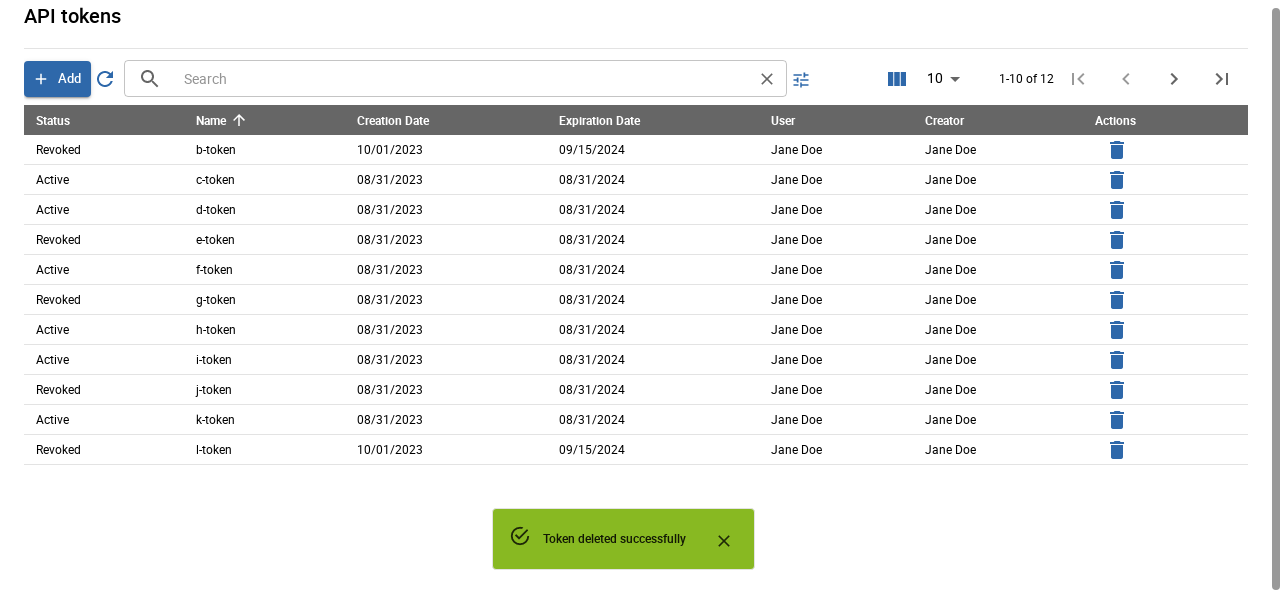 API tokens
Add Search 10 1-10 of 12
Status Name Creation Date Expiration Date User Creator Actions
Revoked b-token 10/01/2023 09/15/2024 Jane Doe Jane Doe
Active c-token 08/31/2023 08/31/2024 Jane Doe Jane Doe
Active d-token 08/31/2023 08/31/2024 Jane Doe Jane Doe
Revoked e-token 08/31/2023 08/31/2024 Jane Doe Jane Doe
Active f-token 08/31/2023 08/31/2024 Jane Doe Jane Doe
Revoked g-token 08/31/2023 08/31/2024 Jane Doe Jane Doe
Active h-token 08/31/2023 08/31/2024 Jane Doe Jane Doe
Active i-token 08/31/2023 08/31/2024 Jane Doe Jane Doe
Revoked j-token 08/31/2023 08/31/2024 Jane Doe Jane Doe
Active k-token 08/31/2023 08/31/2024 Jane Doe Jane Doe
Revoked l-token 10/01/2023 09/15/2024 Jane Doe Jane Doe
Token deleted successfully